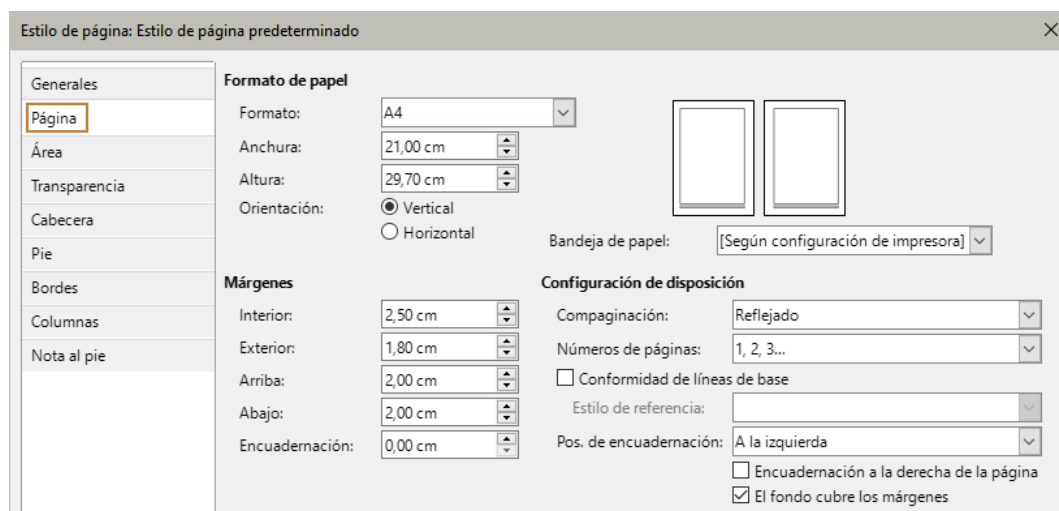 Estilo de página: Estilo de página predeterminado
Generales
Página
Área
Transparencia
Cabecera
Pie
Bordes
Columnas
Nota al pie
Formato de papel
Formato: A4
Anchura: 21,00 cm
Altura: 29,70 cm
Orientación: Vertical
Horizontal
Bandeja de papel: [Según configuración de impresora]
Márgenes
Interior: 2,50 cm
Exterior: 1,80 cm
Arriba: 2,00 cm
Abajo: 2,00 cm
Encuadernación: 0,00 cm
Configuración de disposición
Compaginación: Reflejado
Números de páginas: 1, 2, 3...
Conformidad de líneas de base
Estilo de referencia:
Pos. de encuadernación: A la izquierda
Encuadernación a la derecha de la página
El fondo cubre los márgenes